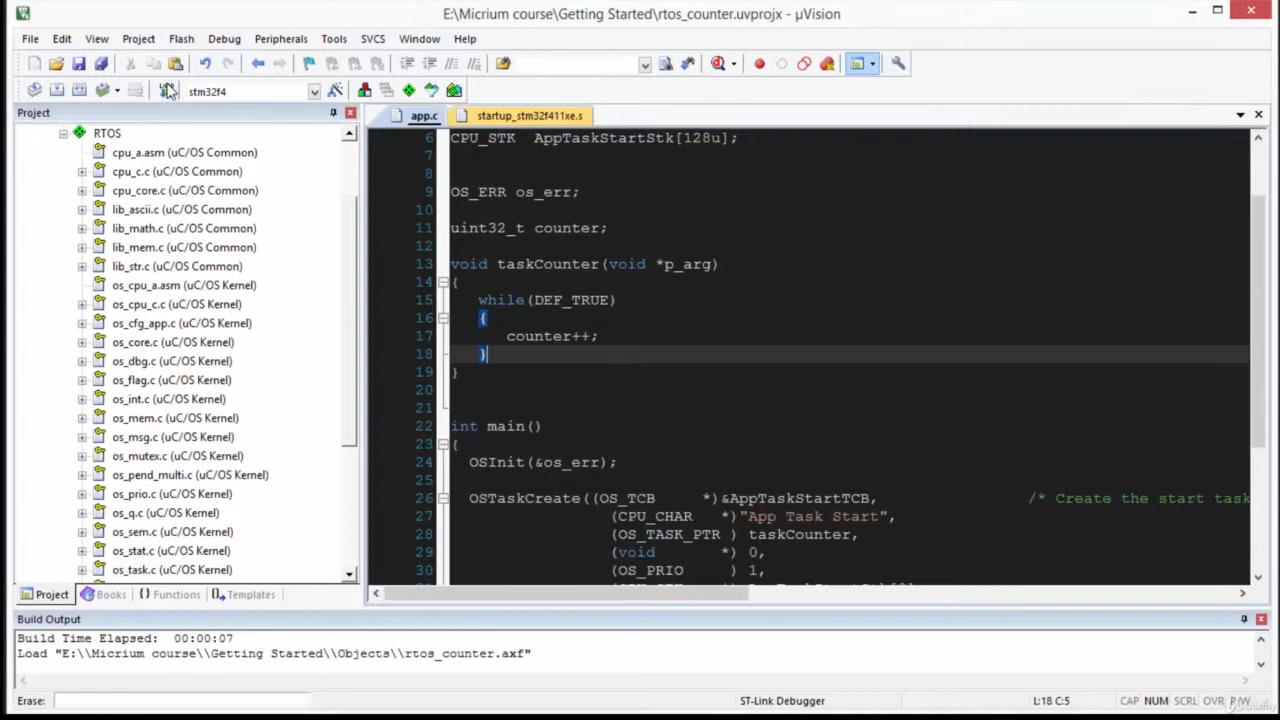 E:\Micrium course\Getting Started\rtos_counter.uvprojx - µVision
File Edit View Project Flash Debug Peripherals Tools SVCS Window Help
stm32f4
Project
app.c startup_stm32f411xe.s
RTOS
cpu_a.asm (uC/OS Common)
cpu_c.c (uC/OS Common)
cpu_core.c (uC/OS Common)
lib_ascii.c (uC/OS Common)
lib_math.c (uC/OS Common)
lib_mem.c (uC/OS Common)
lib_str.c (uC/OS Common)
os_cpu_a.asm (uC/OS Kernel)
os_cpu_c.c (uC/OS Kernel)
os_cfg_app.c (uC/OS Kernel)
os_core.c (uC/OS Kernel)
os_dbg.c (uC/OS Kernel)
os_flag.c (uC/OS Kernel)
os_int.c (uC/OS Kernel)
os_mem.c (uC/OS Kernel)
os_msg.c (uC/OS Kernel)
os_mutex.c (uC/OS Kernel)
os_pend_multi.c (uC/OS Kernel)
os_prio.c (uC/OS Kernel)
os_q.c (uC/OS Kernel)
os_sem.c (uC/OS Kernel)
os_stat.c (uC/OS Kernel)
os_task.c (uC/OS Kernel)
Project Books {} Functions Templates
6 CPU_STK AppTaskStartStk[128u];
7
8
9 OS_ERR os_err;
10
11 uint32_t counter;
12
13 void taskCounter(void *p_arg)
14 {
15 while(DEF_TRUE)
16 {
17 counter++;
18 }
19 }
20
21
22 int main()
23 {
24 OSInit(&os_err);
25
26 OSTaskCreate((OS_TCB *)&AppTaskStartTCB, /* Create the start task
27 (CPU_CHAR *)"App Task Start",
28 (OS_TASK_PTR ) taskCounter,
29 (void *) 0,
30 (OS_PRIO ) 1,
Build Output
Build Time Elapsed: 00:00:07
Load "E:\\Micrium course\\Getting Started\\Objects\\rtos_counter.axf"
Erase: ST-Link Debugger L:18 C:5 CAP NUM SCRL OVR R/W